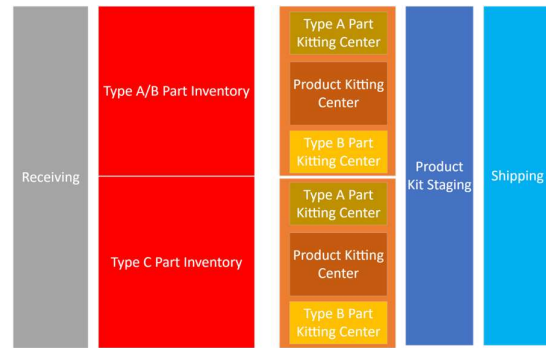 Receiving
Type A/B Part Inventory
Type C Part Inventory
Type A Part
Kitting Center
Product Kitting
Center
Type B Part
Kitting Center
Type A Part
Kitting Center
Product Kitting
Center
Type B Part
Kitting Center
Product
Kit Staging
Shipping